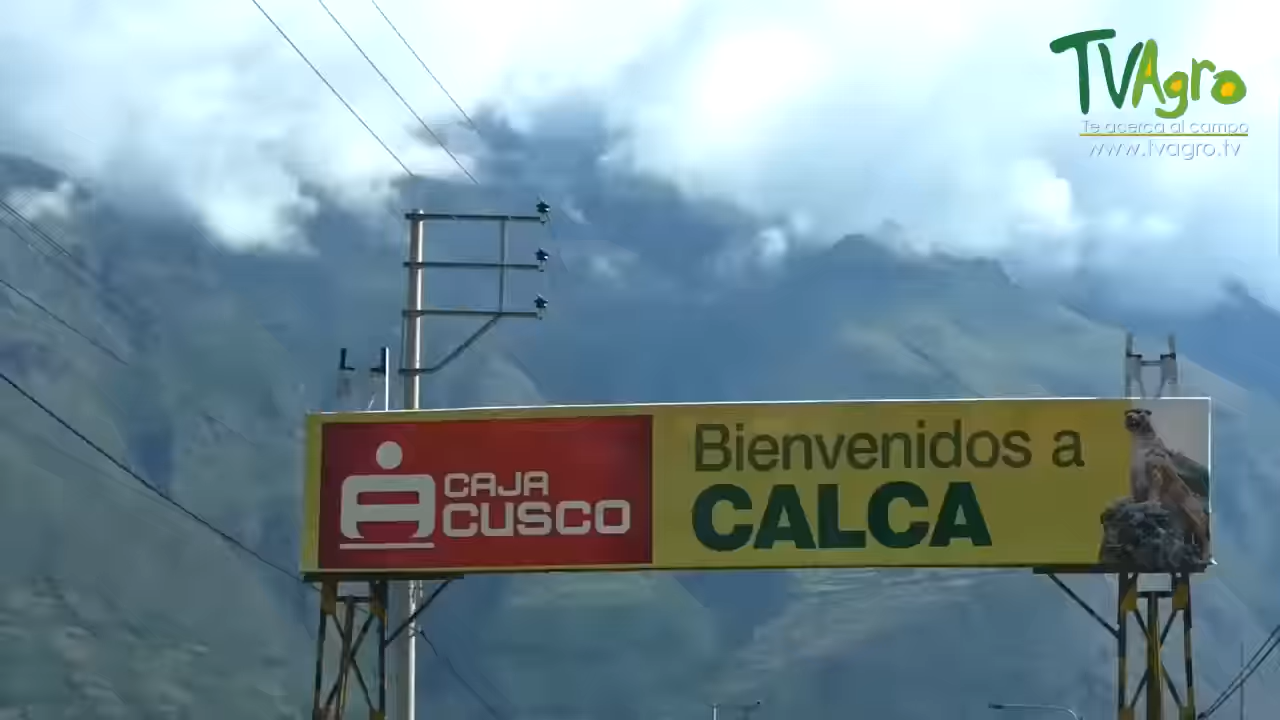 TVAgro
Te acerca al campo
www.tvagro.tv
CAJA
CUSCO
Bienvenidos a
CALCA